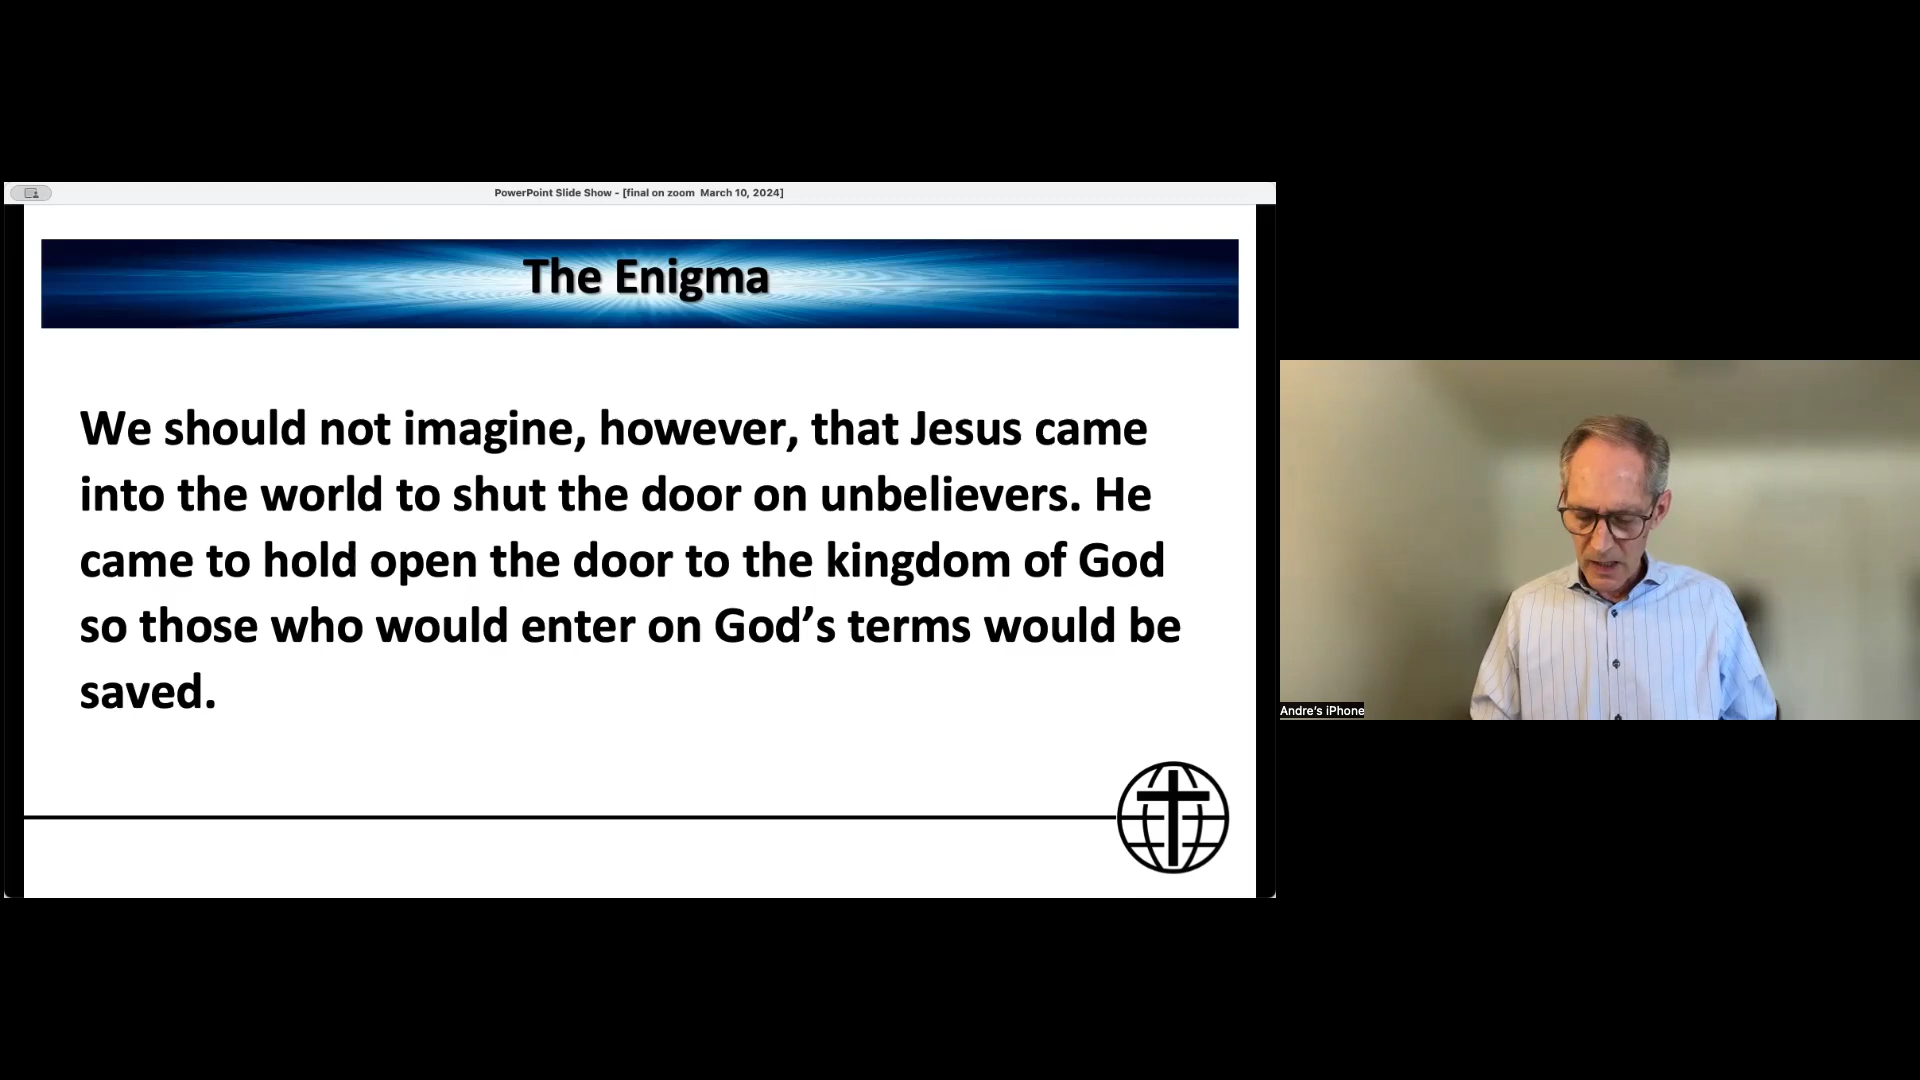 PowerPoint Slide Show - [final on zoom  March 10, 2024]
The Enigma
We should not imagine, however, that Jesus came
into the world to shut the door on unbelievers. He
came to hold open the door to the kingdom of God
so those who would enter on God’s terms would be
saved.
Andre’s iPhone